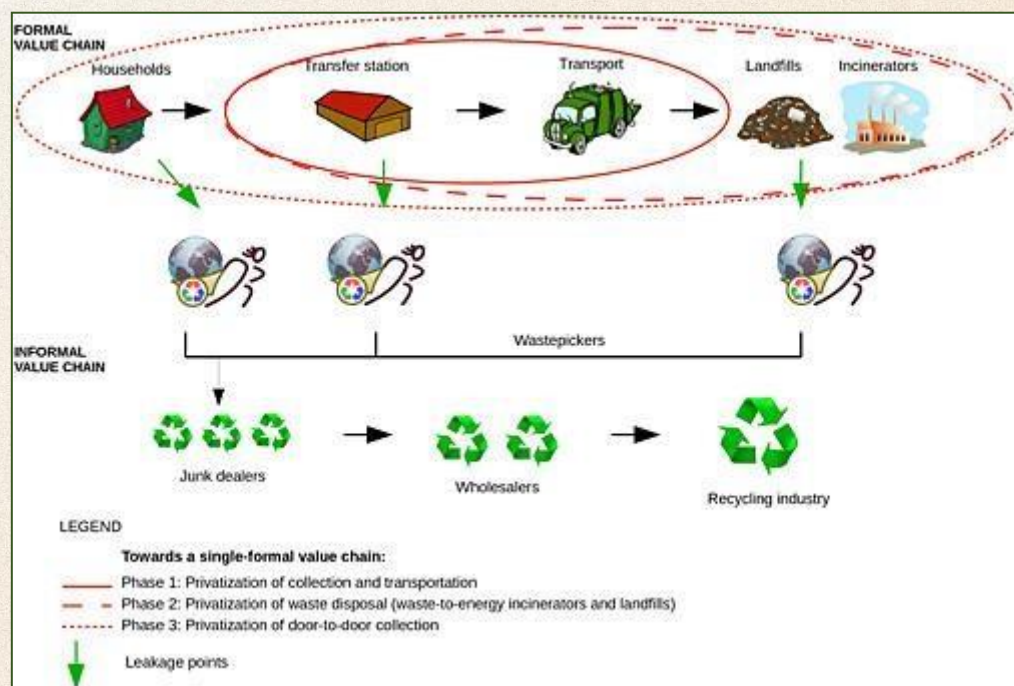 FORMAL
VALUE CHAIN
Households
Transfer station
Transport
Landfills
Incinerators
Wastepickers
INFORMAL
VALUE CHAIN
Junk dealers
Wholesalers
Recycling industry
LEGEND
Towards a single-formal value chain:
Phase 1: Privatization of collection and transportation
Phase 2: Privatization of waste disposal (waste-to-energy incinerators and landfills)
Phase 3: Privatization of door-to-door collection
Leakage points